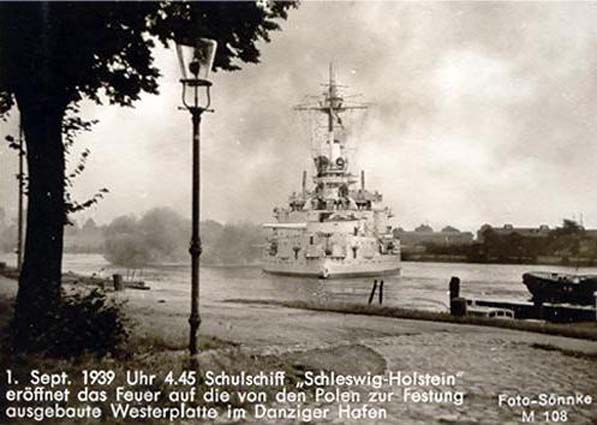 1. Sept. 1939 Uhr 4.45 Schulschiff „Schleswig-Holstein“
eröffnet das Feuer auf die von den Polen zur Festung
ausgebaute Westerplatte im Danziger Hafen
Foto-Sönnke
M 108